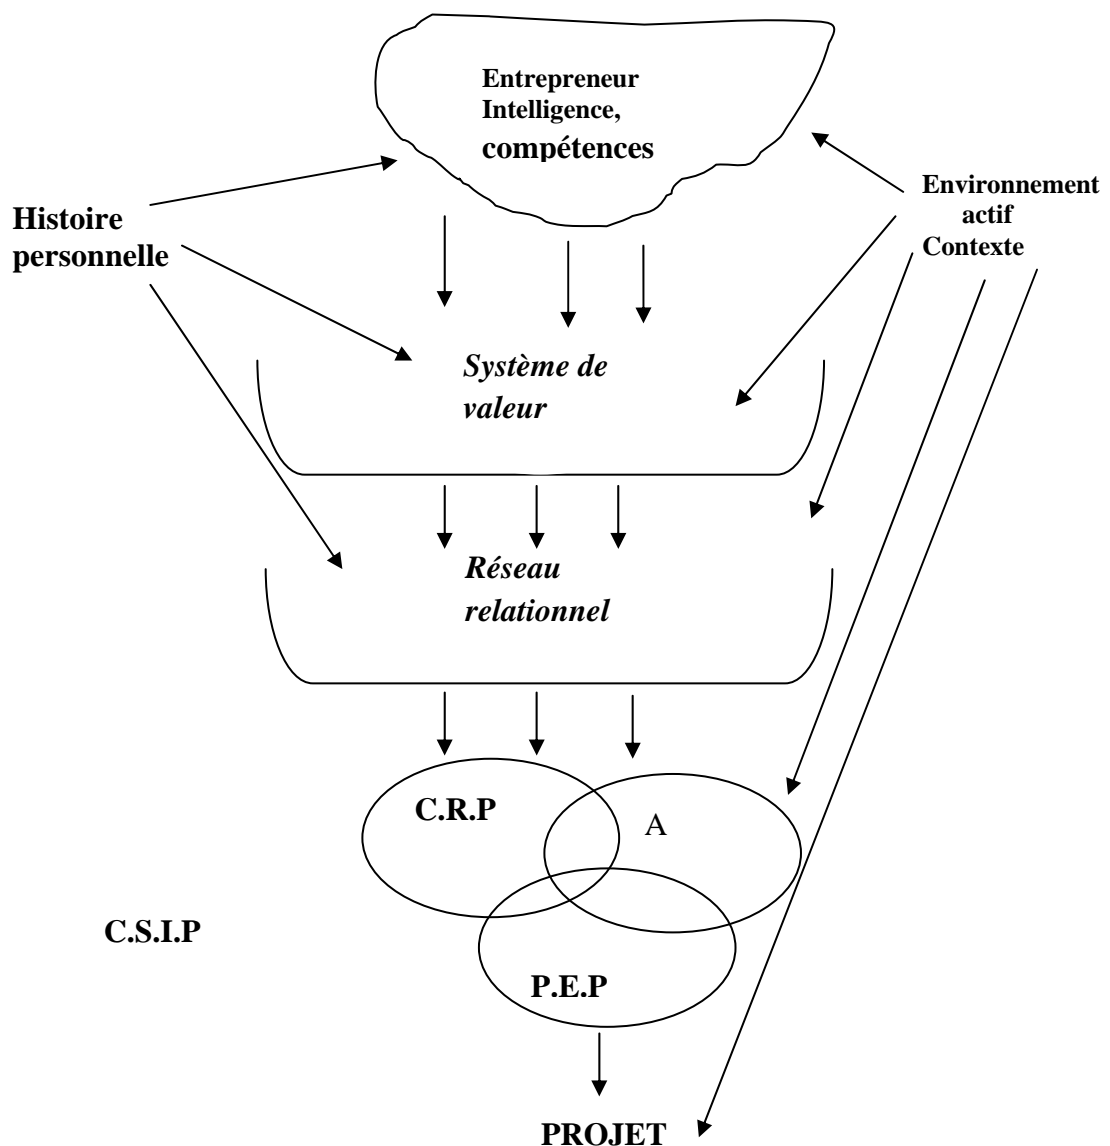 Entrepreneur
Intelligence,
compétences
Environnement
actif
Contexte
Histoire
personnelle
Système de
valeur
Réseau
relationnel
C.R.P
A
C.S.I.P
P.E.P
PROJET